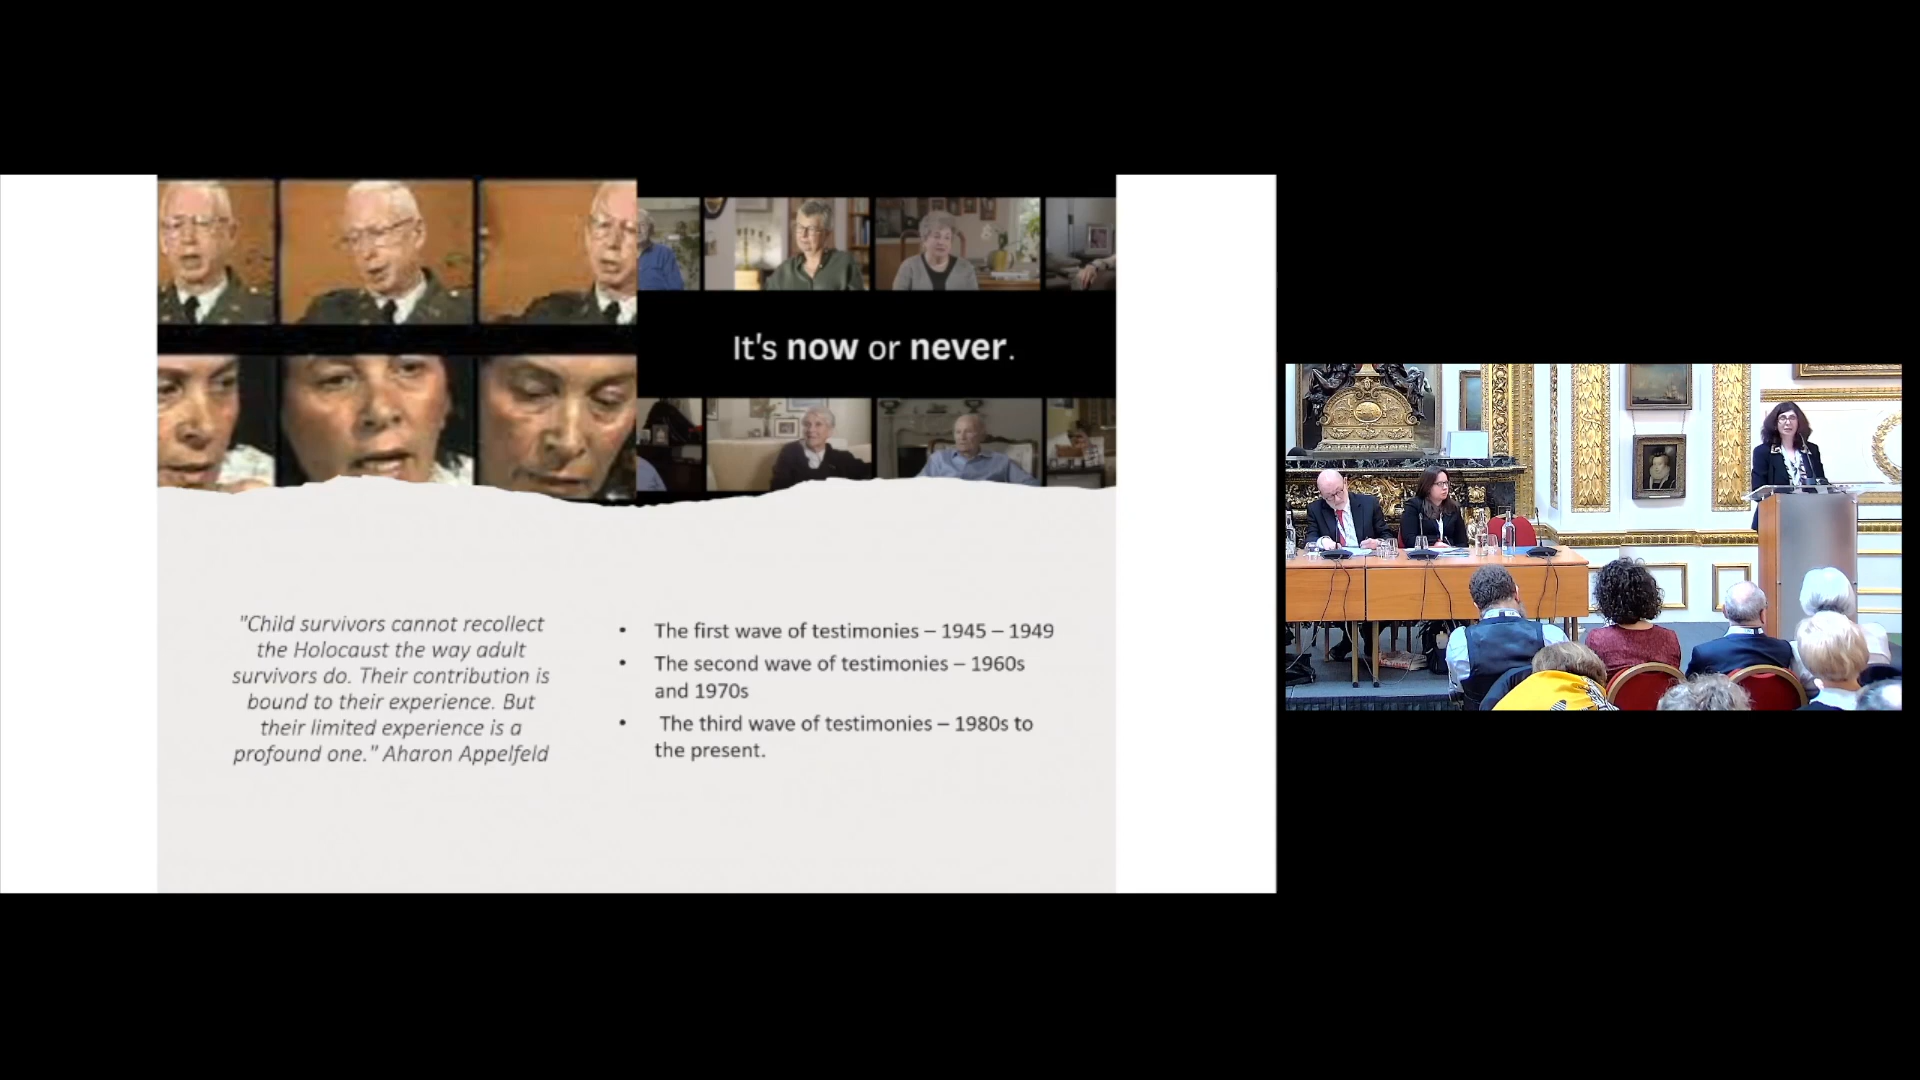 It's now or never.
"Child survivors cannot recollect
the Holocaust the way adult
survivors do. Their contribution is
bound to their experience. But
their limited experience is a
profound one." Aharon Appelfeld
• The first wave of testimonies – 1945 – 1949
• The second wave of testimonies – 1960s
and 1970s
• The third wave of testimonies – 1980s to
the present.